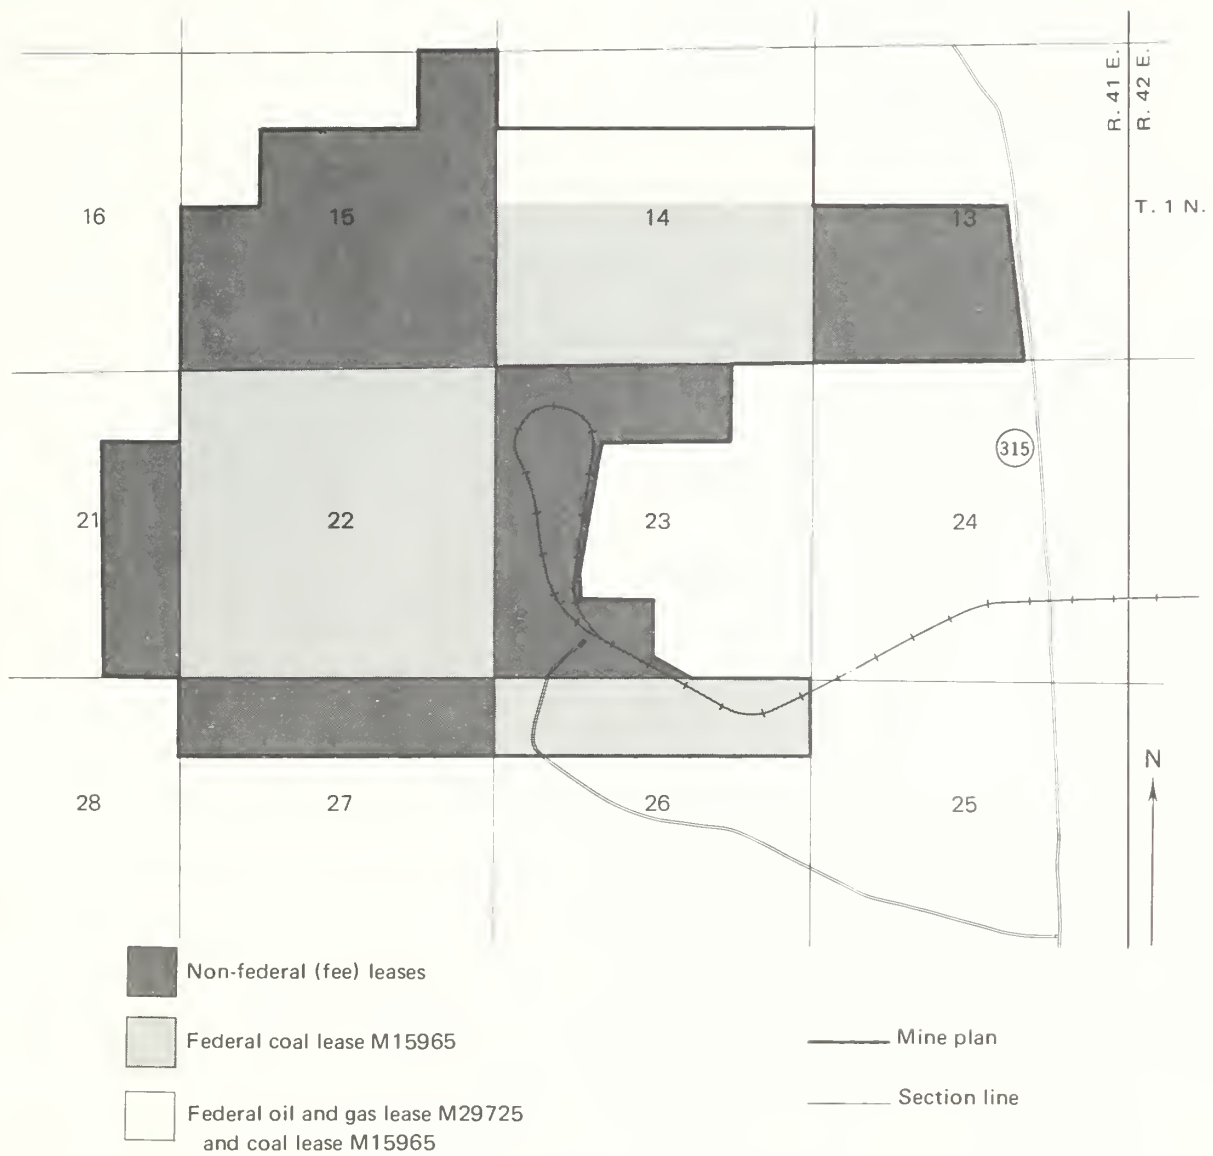 R. 41 E.
R. 42 E.
16
15
14
13
T. 1 N.
315
21
22
23
24
N
28
27
26
25
Non-federal (fee) leases
Federal coal lease M15965
Mine plan
Section line
Federal oil and gas lease M29725
and coal lease M15965